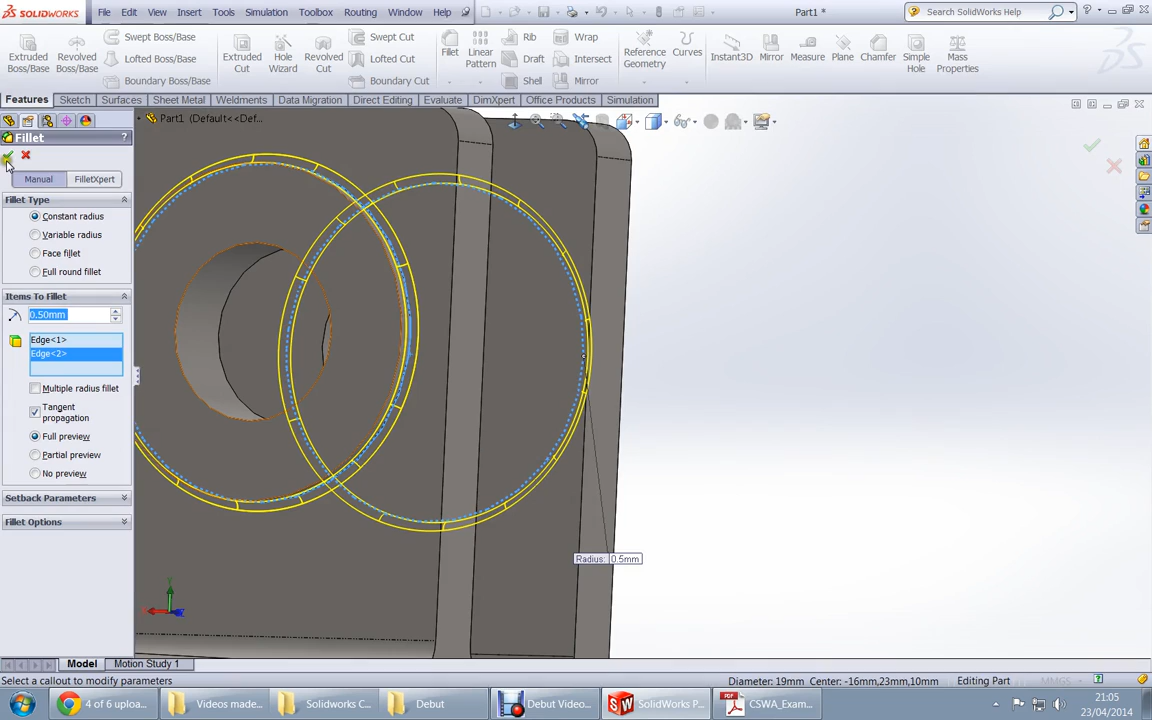 SOLIDWORKS File Edit View Insert Tools Simulation Toolbox Routing Window Help Part1 * Search SolidWorks Help
Extruded Boss/Base
Revolved Boss/Base
Swept Boss/Base
Lofted Boss/Base
Boundary Boss/Base
Extruded Cut
Hole Wizard
Revolved Cut
Swept Cut
Lofted Cut
Boundary Cut
Fillet
Linear Pattern
Rib
Draft
Shell
Wrap
Intersect
Mirror
Reference Geometry
Curves
Instant3D
Mirror
Measure
Plane
Chamfer
Simple Hole
Mass Properties
Features Sketch Surfaces Sheet Metal Weldments Data Migration Direct Editing Evaluate DimXpert Office Products Simulation
Part1 (Default<<Def...
Fillet ?
Manual FilletXpert
Fillet Type
Constant radius
Variable radius
Face fillet
Full round fillet
Items To Fillet
0.50mm
Edge<1>
Edge<2>
Multiple radius fillet
Tangent propagation
Full preview
Partial preview
No preview
Setback Parameters
Fillet Options
Radius: 0.5mm
Y
Model Motion Study 1
Select a callout to modify parameters Diameter: 19mm Center: -16mm,23mm,10mm Editing Part MMGS
4 of 6 uploa... Videos made... SolidWorks C... Debut Debut Video... SolidWorks P... CSWA_Exam...
21:05
23/04/2014